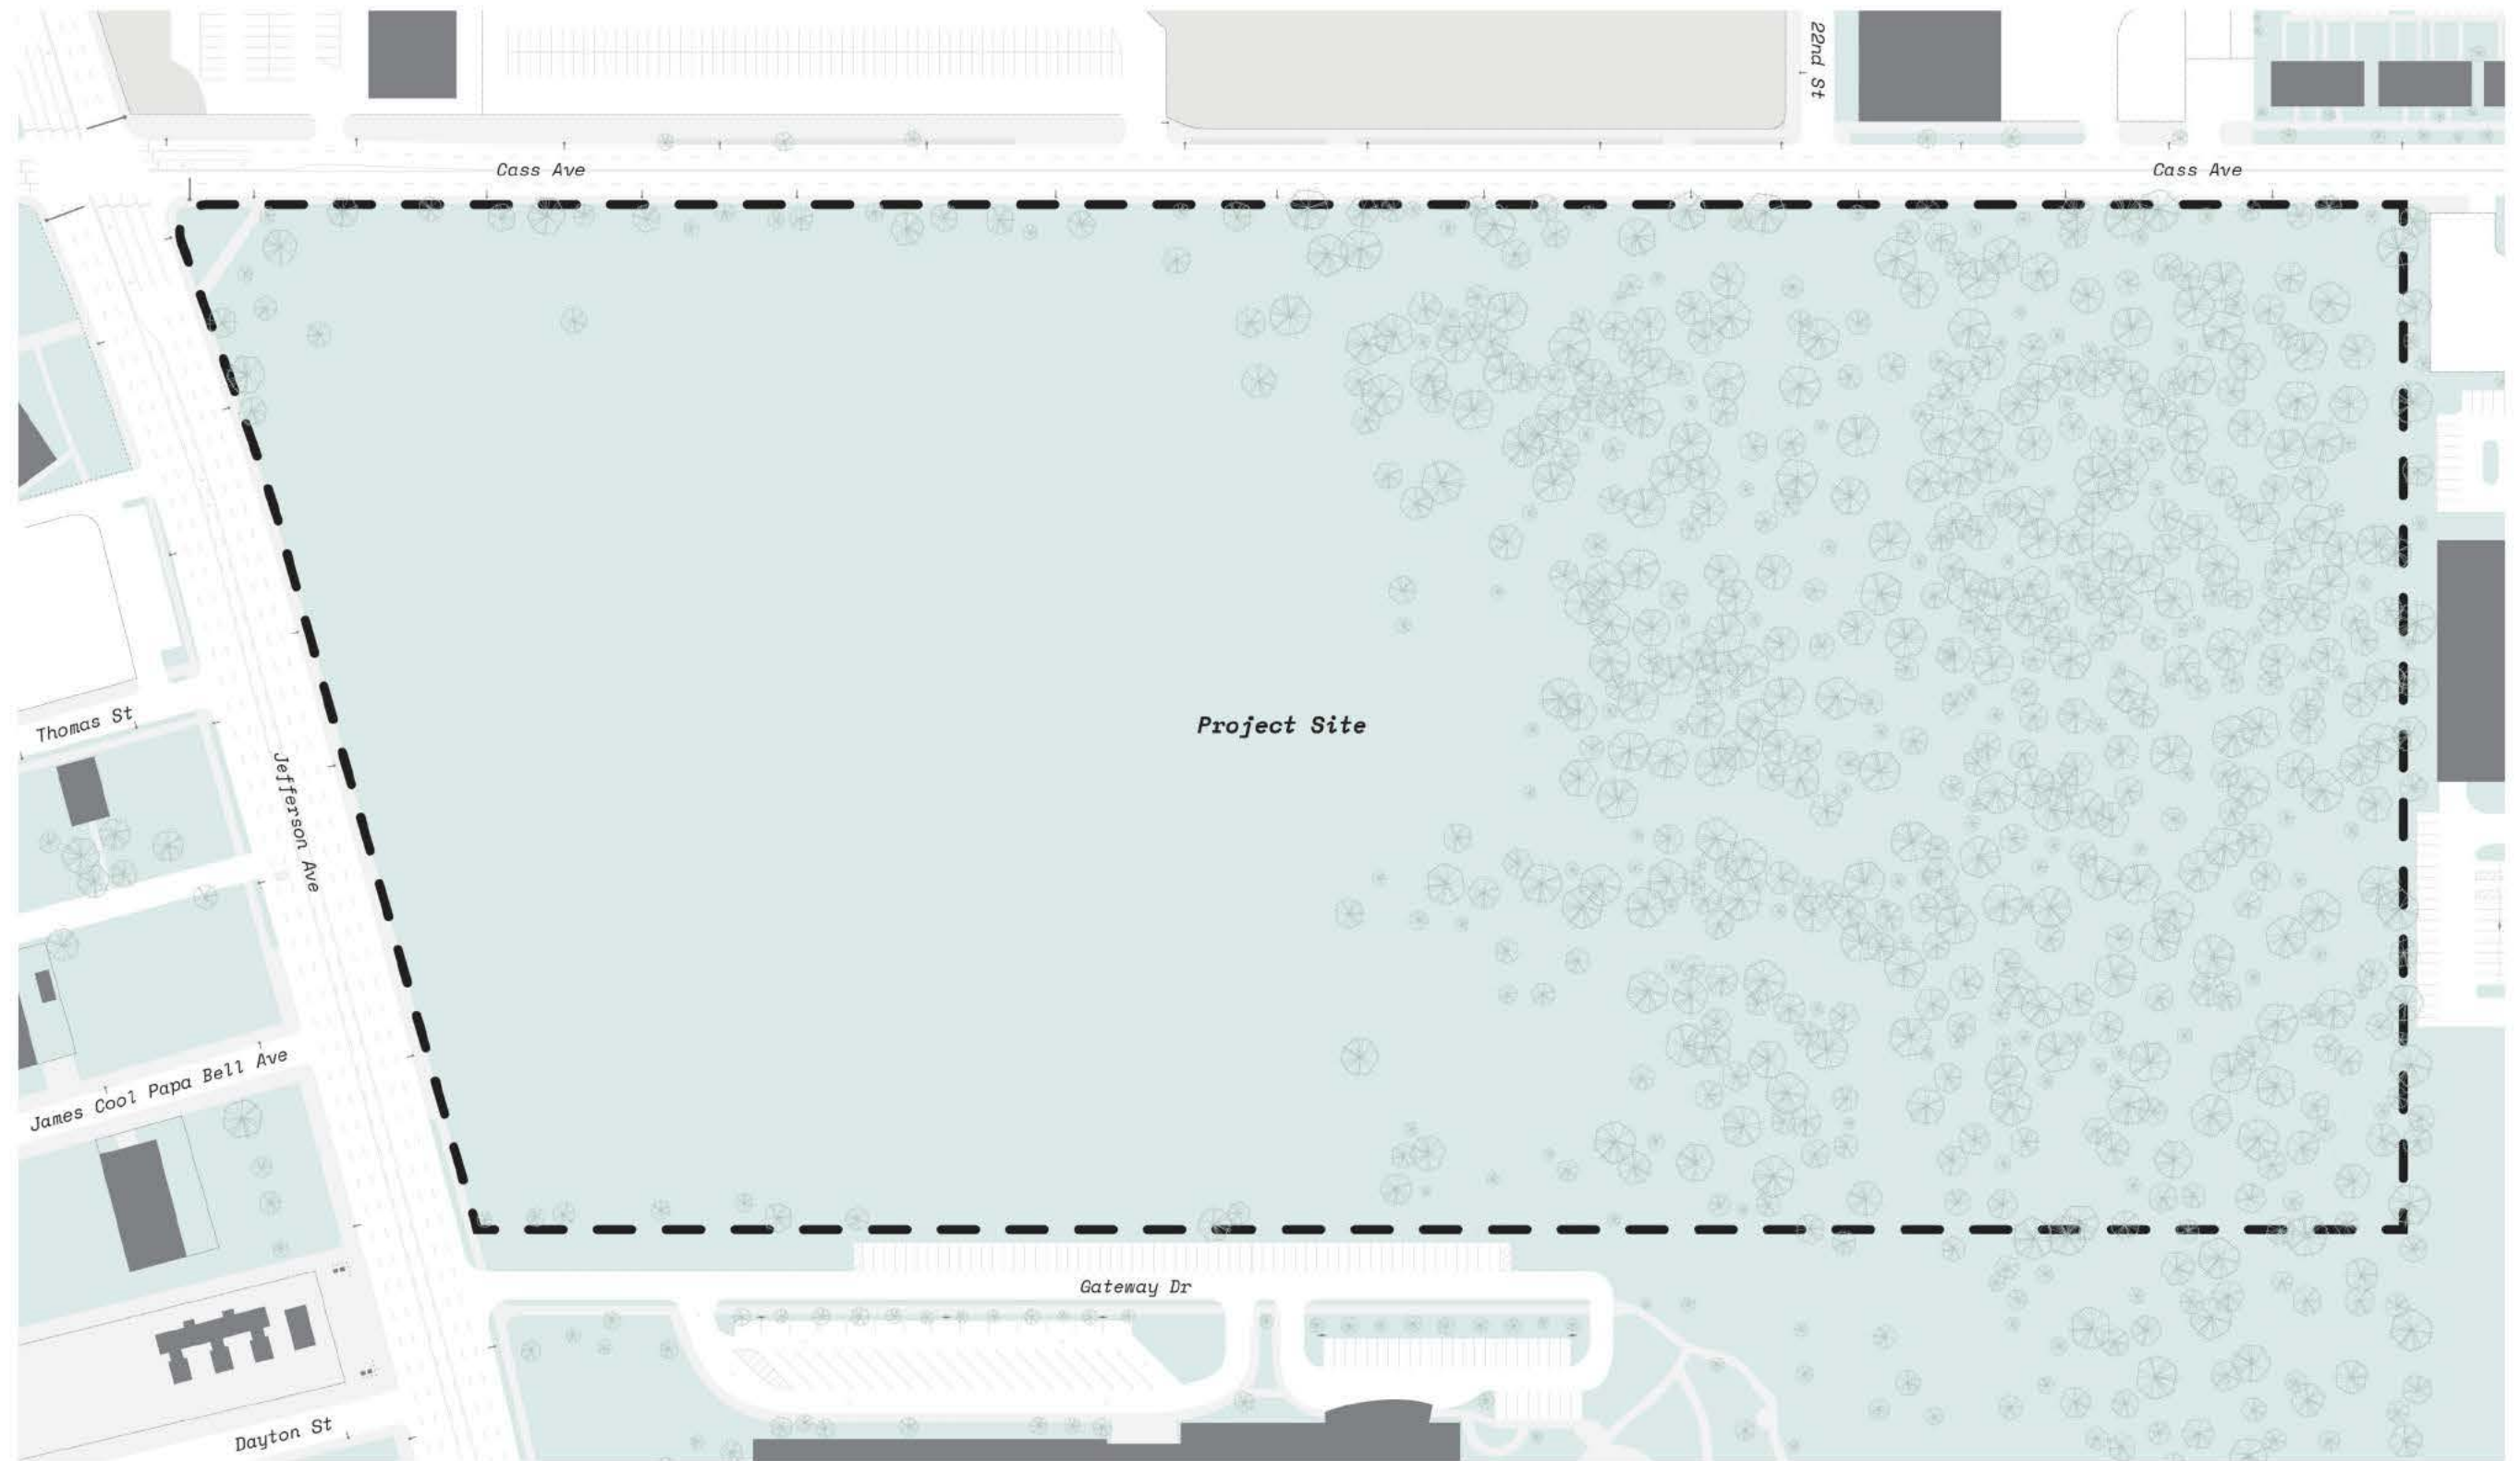 22nd St
Cass Ave
Cass Ave
Project Site
Thomas St
Jefferson Ave
James Cool Papa Bell Ave
Gateway Dr
Dayton St